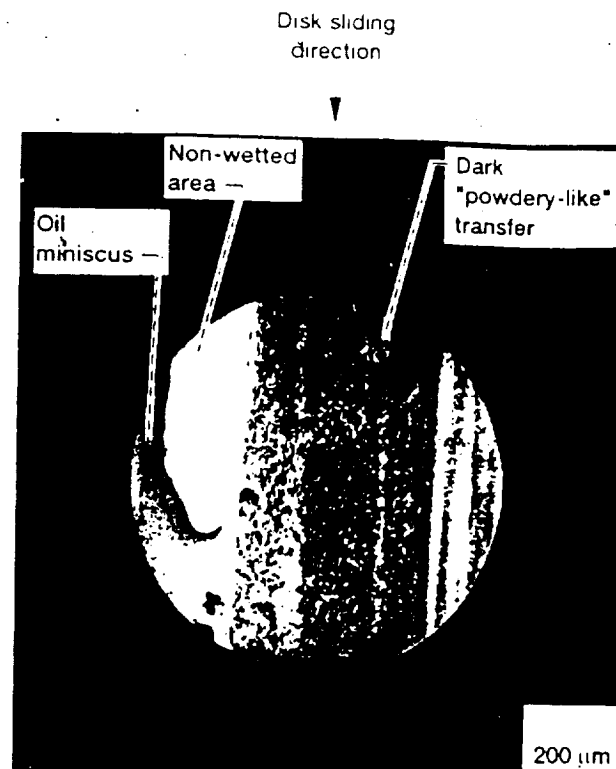 Disk sliding
direction
Non-wetted
area
Oil
miniscus
Dark
"powdery-like"
transfer
200 µm